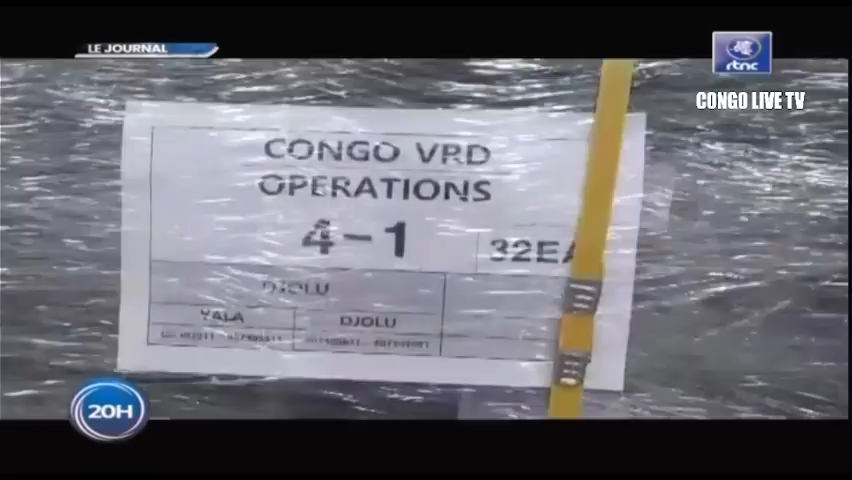 LE JOURNAL
rtnc
CONGO LIVE TV
CONGO VRD
OPERATIONS
4-1
32EA
DJOLU
YALA
DJOLU
20H